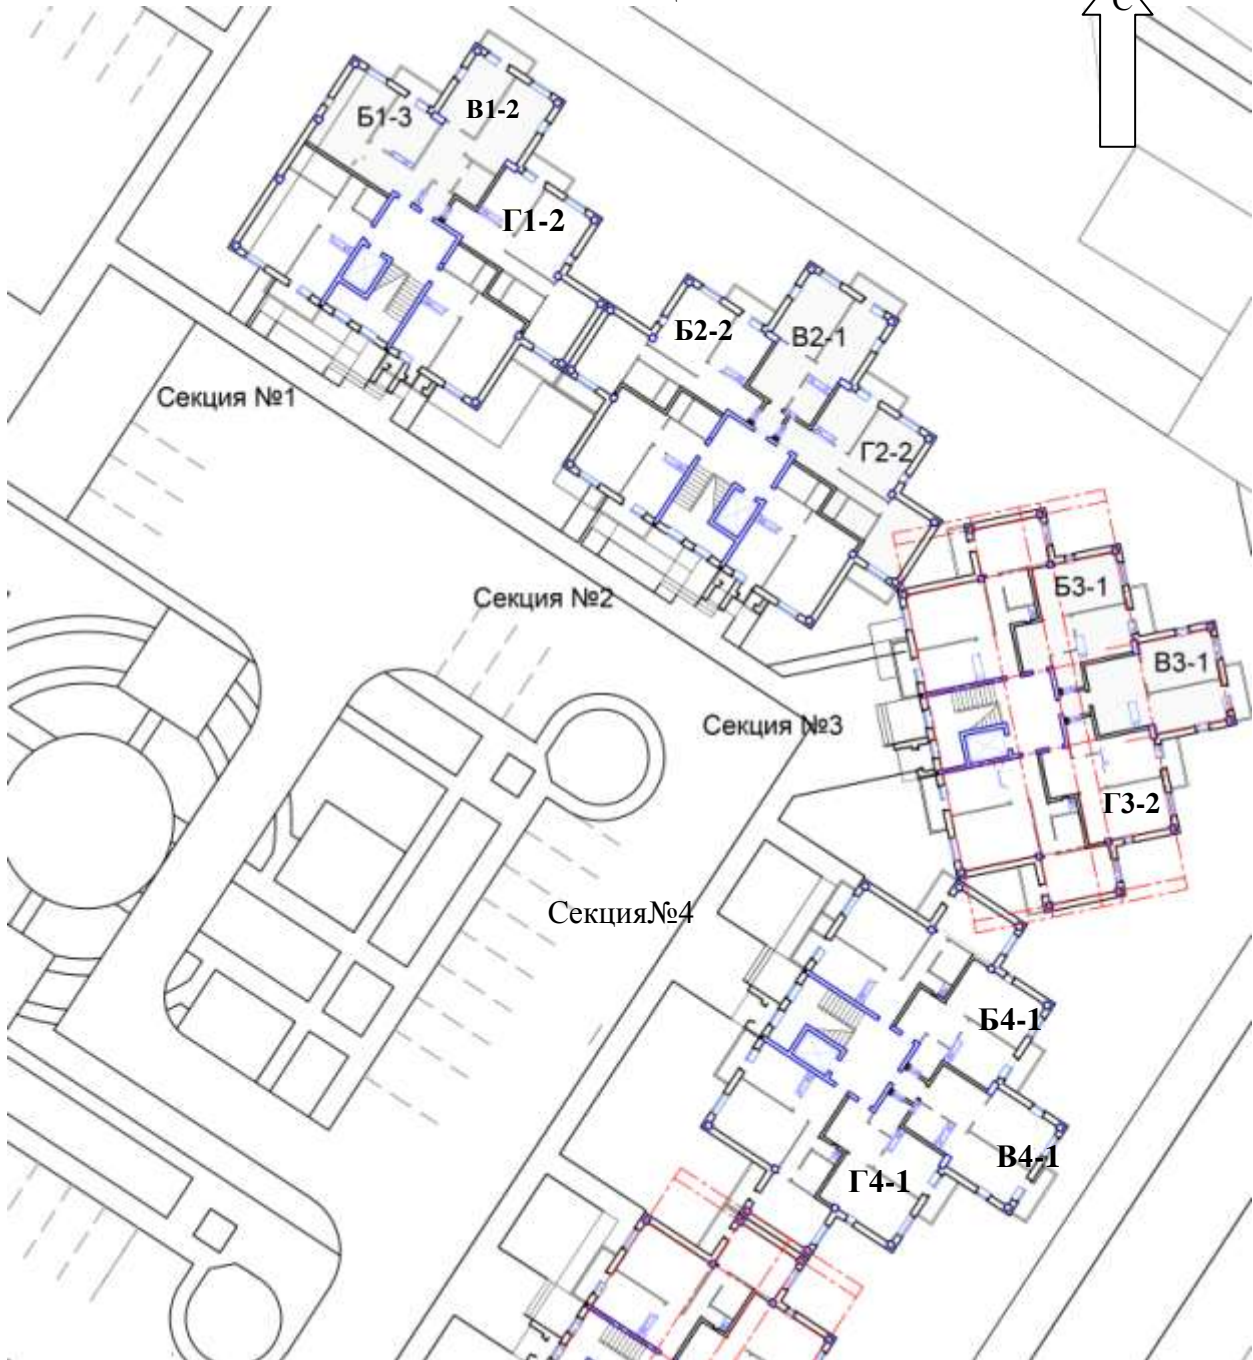 С
Б1-3
В1-2
Г1-2
Б2-2
В2-1
Г2-2
Секция №1
Секция №2
Б3-1
В3-1
Секция №3
Г3-2
Секция№4
Б4-1
В4-1
Г4-1